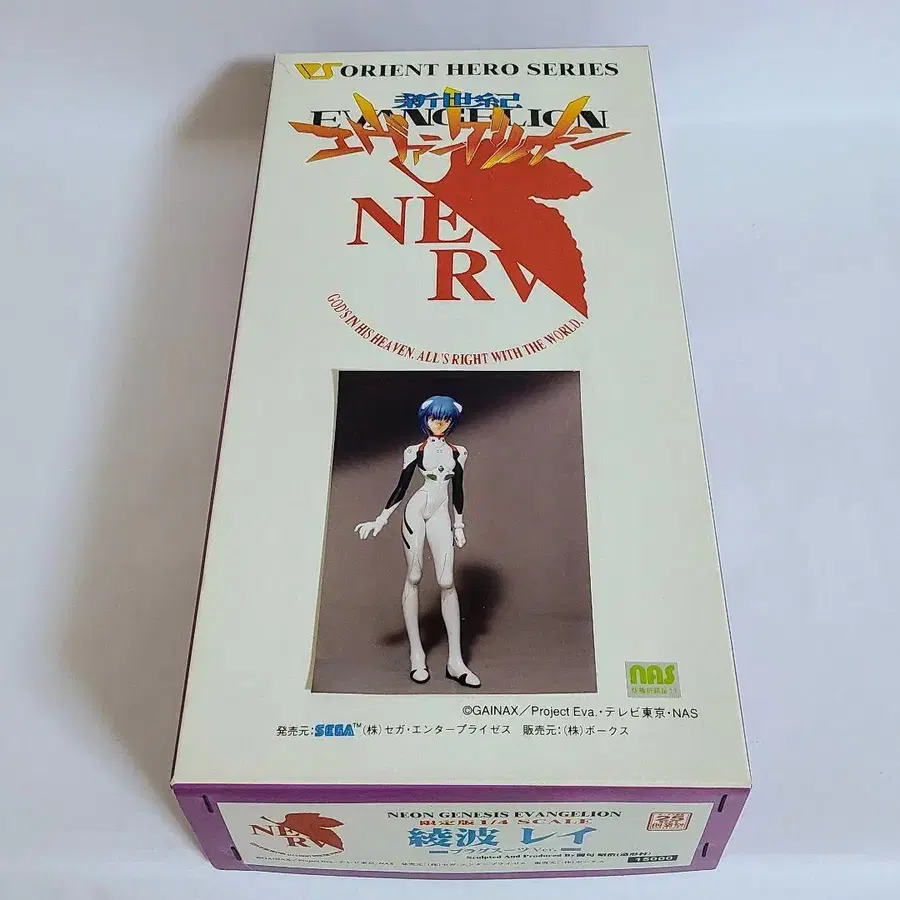 VS ORIENT HERO SERIES
新世紀
EVANGELION
エヴァンゲリオン
NERV
GOD'S IN HIS HEAVEN. ALL'S RIGHT WITH THE WORLD.
nas
©GAINAX／Project Eva.・テレビ東京・NAS
発売元:SEGA™(株)セガ・エンタープライゼス 販売元:(株)ボークス
NERV
NEON GENESIS EVANGELION
限定版 1/4 SCALE
綾波 レイ
プラグスーツ Ver.
Sculpted And Produced By
15000